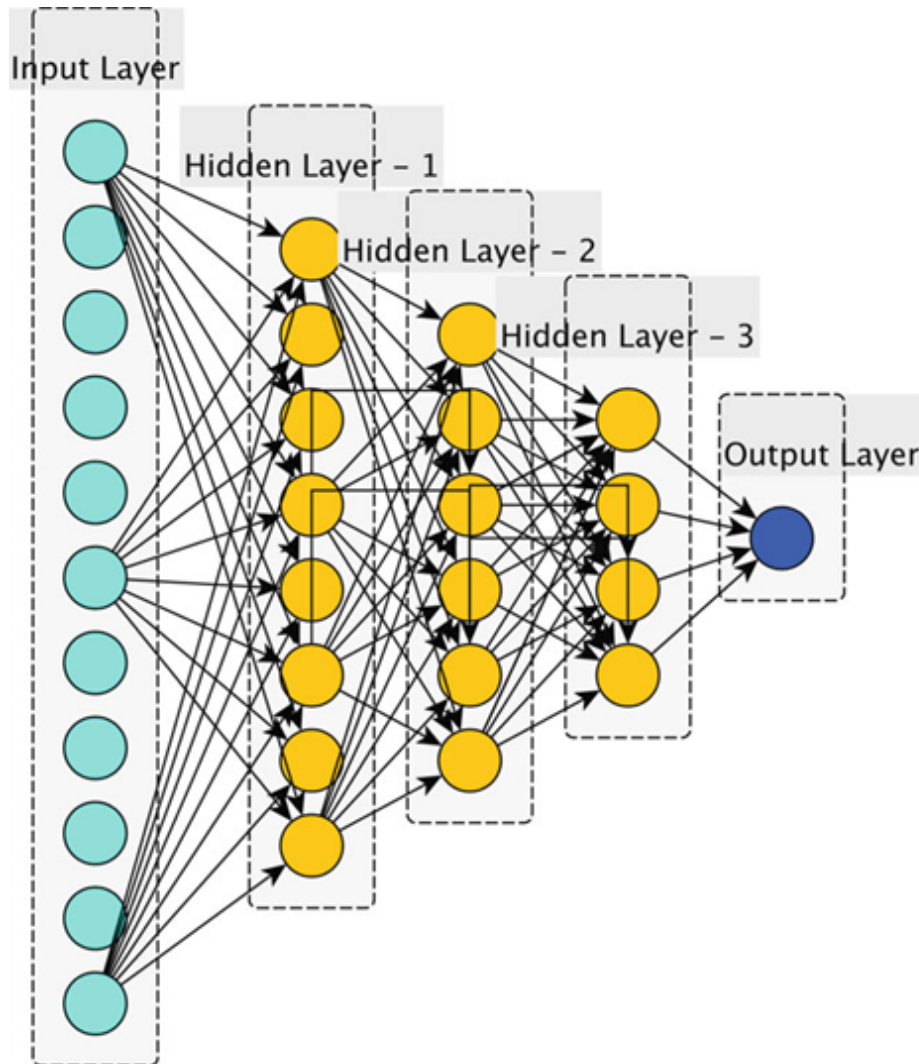 Input Layer
Hidden Layer - 1
Hidden Layer - 2
Hidden Layer - 3
Output Layer